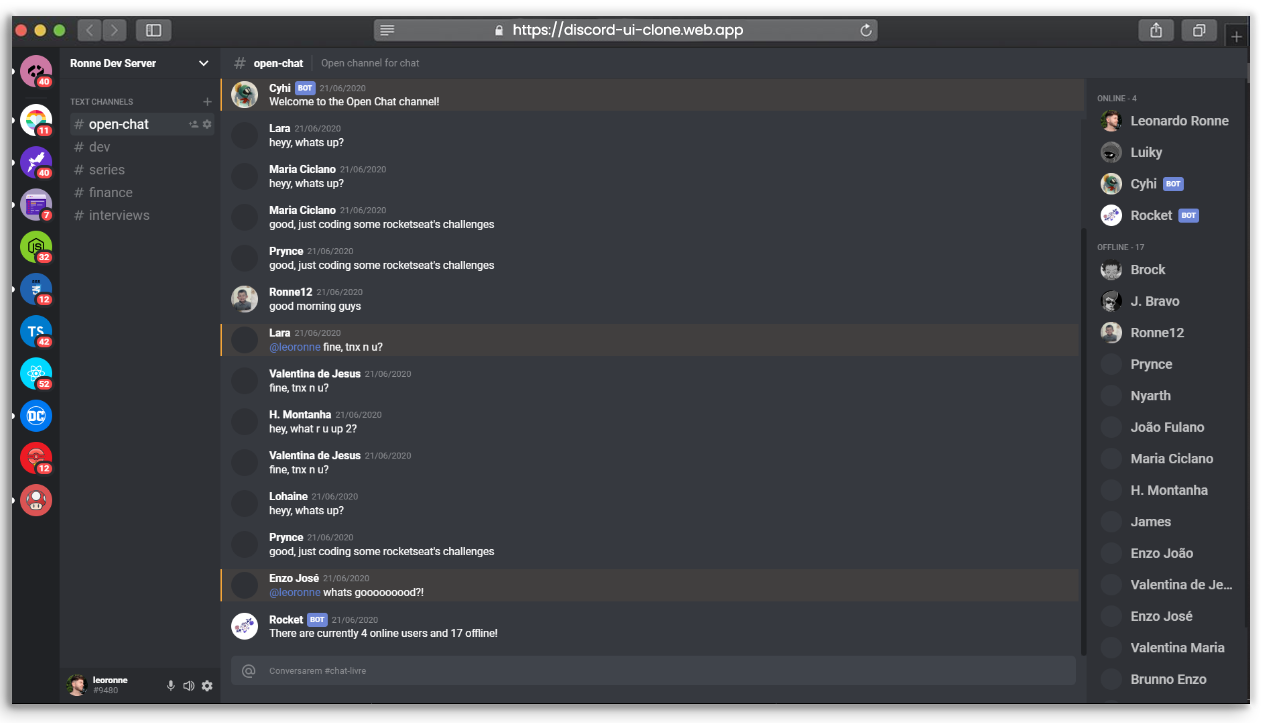 https://discord-ui-clone.web.app
Ronne Dev Server
# open-chat
Open channel for chat
40
11
40
7
32
12
TS
42
52
DC
12
TEXT CHANNELS
# open-chat
# dev
# series
# finance
# interviews
leoronne
#9480
Cyhi BOT 21/06/2020
Welcome to the Open Chat channel!
Lara 21/06/2020
heyy, whats up?
Maria Ciclano 21/06/2020
heyy, whats up?
Maria Ciclano 21/06/2020
good, just coding some rocketseat's challenges
Prynce 21/06/2020
good, just coding some rocketseat's challenges
Ronne12 21/06/2020
good morning guys
Lara 21/06/2020
@leoronne fine, tnx n u?
Valentina de Jesus 21/06/2020
fine, tnx n u?
H. Montanha 21/06/2020
hey, what r u up 2?
Valentina de Jesus 21/06/2020
fine, tnx n u?
Lohaine 21/06/2020
heyy, whats up?
Prynce 21/06/2020
good, just coding some rocketseat's challenges
Enzo José 21/06/2020
@leoronne whats gooooooood?!
Rocket BOT 21/06/2020
There are currently 4 online users and 17 offline!
@ Conversarem #chat-livre
ONLINE - 4
Leonardo Ronne
Luiky
Cyhi BOT
Rocket BOT
OFFLINE - 17
Brock
J. Bravo
Ronne12
Prynce
Nyarth
João Fulano
Maria Ciclano
H. Montanha
James
Enzo João
Valentina de Je...
Enzo José
Valentina Maria
Brunno Enzo